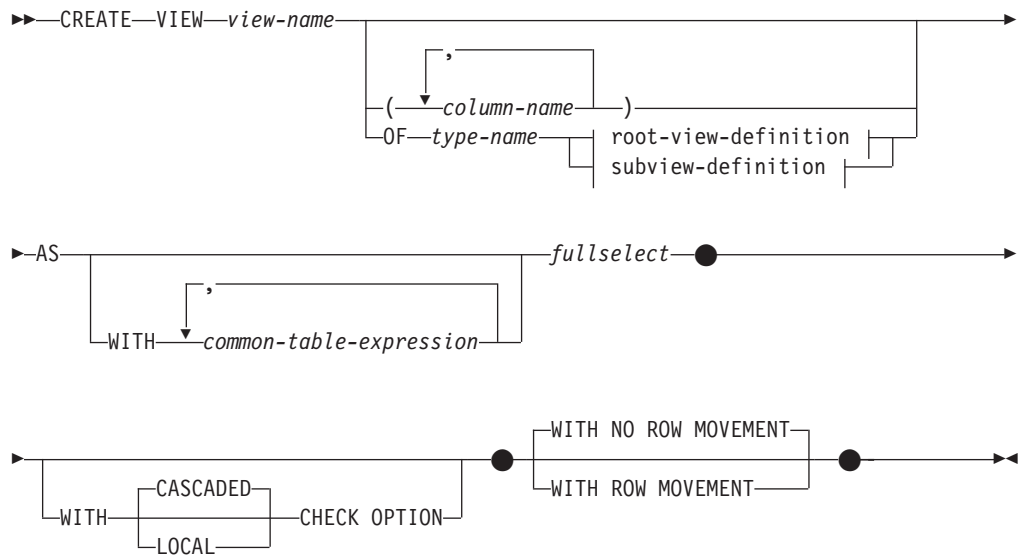 CREATE VIEW view-name
,
( column-name )
OF type-name root-view-definition
subview-definition
AS fullselect
,
WITH common-table-expression
WITH NO ROW MOVEMENT
WITH ROW MOVEMENT
CASCADED
WITH CHECK OPTION
LOCAL